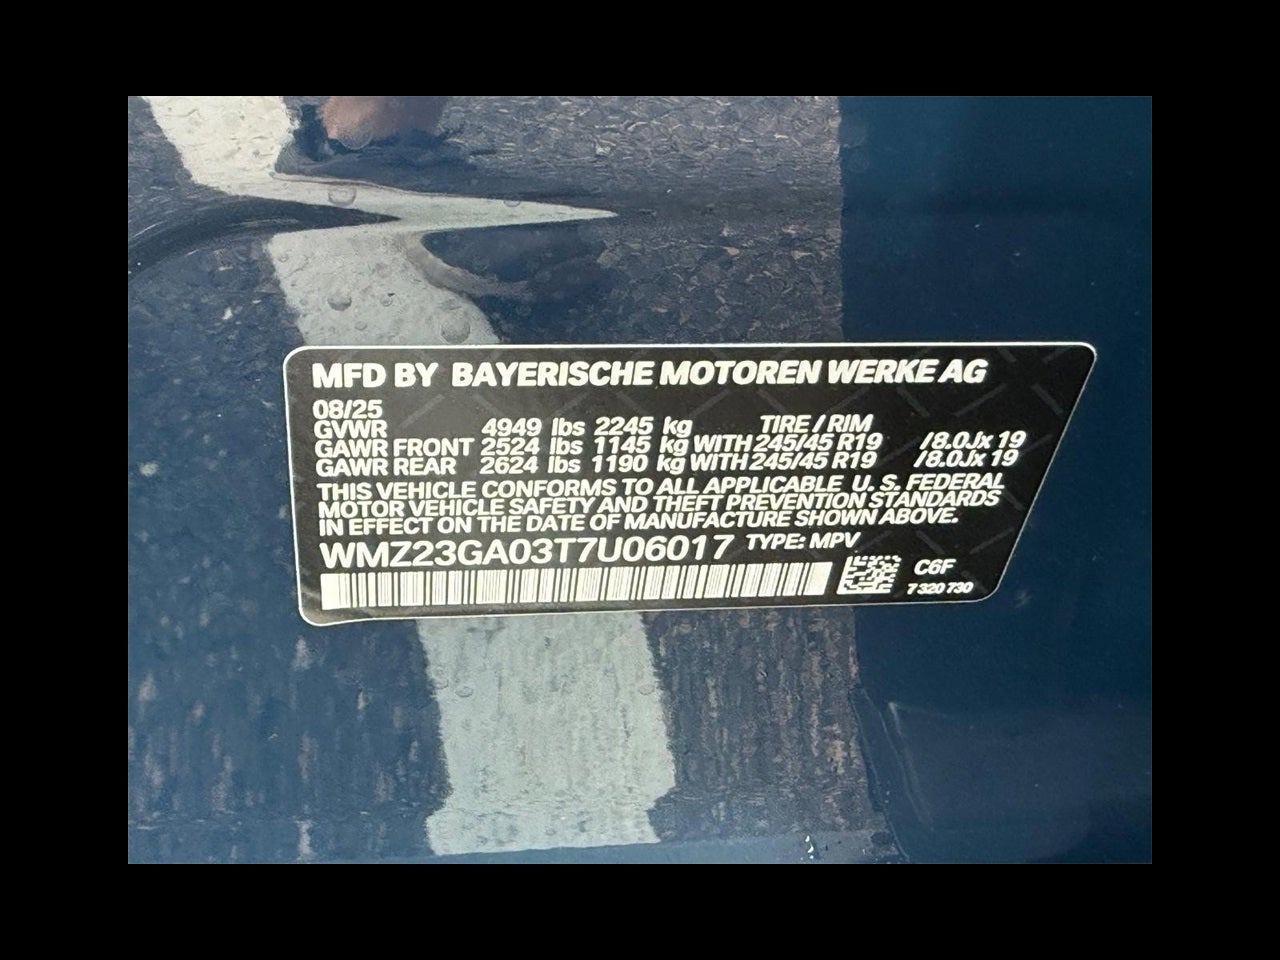 MFD BY BAYERISCHE MOTOREN WERKE AG
08/25
GVWR 4949 lbs 2245 kg TIRE / RIM
GAWR FRONT 2524 lbs 1145 kg WITH 245/45 R19 /8.0Jx 19
GAWR REAR 2624 lbs 1190 kg WITH 245/45 R19 /8.0Jx 19
THIS VEHICLE CONFORMS TO ALL APPLICABLE U. S. FEDERAL
MOTOR VEHICLE SAFETY AND THEFT PREVENTION STANDARDS
IN EFFECT ON THE DATE OF MANUFACTURE SHOWN ABOVE.
WMZ23GA03T7U06017 TYPE: MPV
C6F
7 320 730